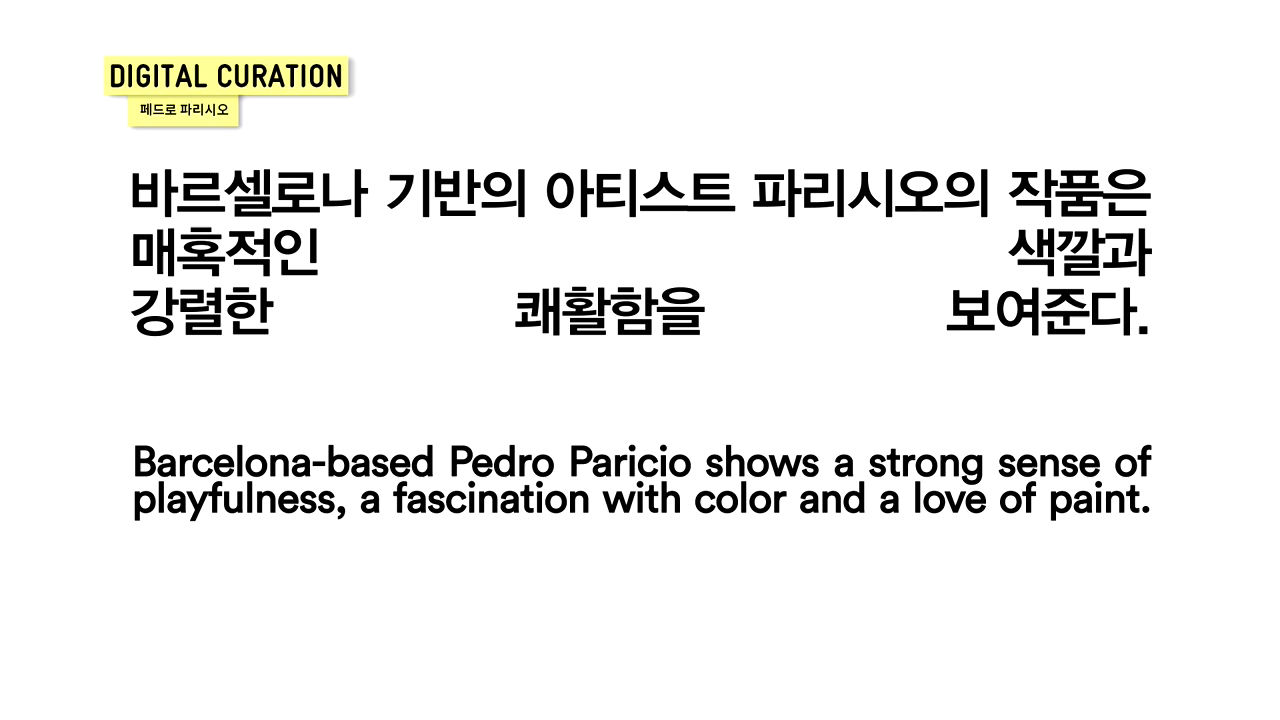 DIGITAL CURATION
페드로 파리시오
바르셀로나 기반의 아티스트 파리시오의 작품은
매혹적인 색깔과
강렬한 쾌활함을 보여준다.
Barcelona-based Pedro Paricio shows a strong sense of
playfulness, a fascination with color and a love of paint.